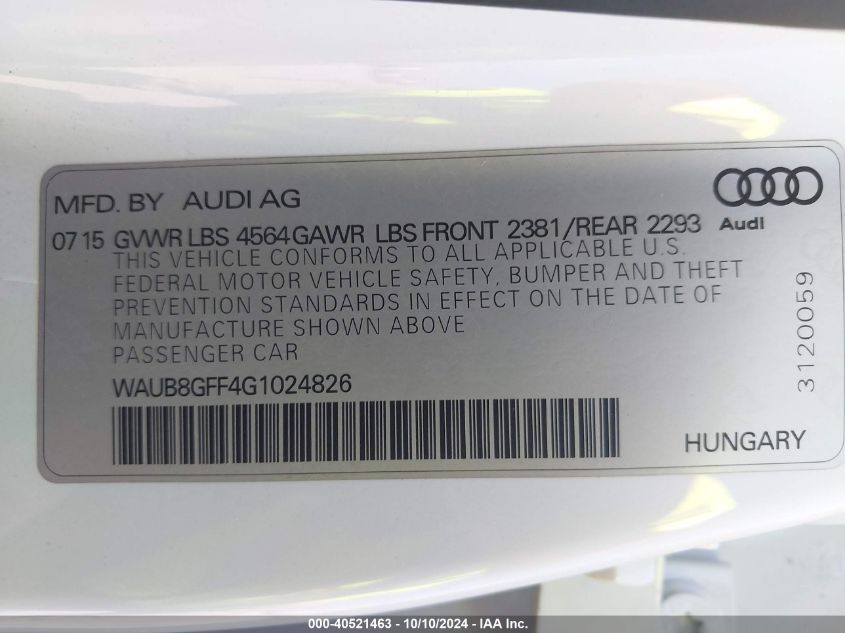 MFD. BY AUDI AG
Audi
07 15 GVWR LBS 4564 GAWR LBS FRONT 2381/REAR 2293
THIS VEHICLE CONFORMS TO ALL APPLICABLE U.S.
FEDERAL MOTOR VEHICLE SAFETY, BUMPER AND THEFT
PREVENTION STANDARDS IN EFFECT ON THE DATE OF
MANUFACTURE SHOWN ABOVE
PASSENGER CAR
WAUB8GFF4G1024826
3120059
HUNGARY
000-40521463 - 10/10/2024 - IAA Inc.